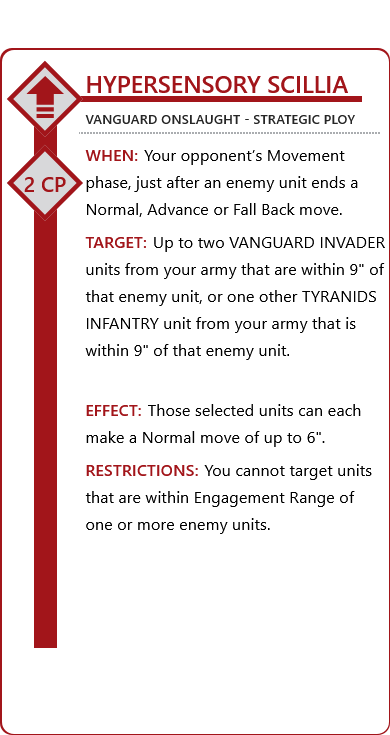 HYPERSENSORY SCILLIA
VANGUARD ONSLAUGHT - STRATEGIC PLOY
2 CP
WHEN: Your opponent’s Movement
phase, just after an enemy unit ends a
Normal, Advance or Fall Back move.
TARGET: Up to two VANGUARD INVADER
units from your army that are within 9" of
that enemy unit, or one other TYRANIDS
INFANTRY unit from your army that is
within 9" of that enemy unit.
EFFECT: Those selected units can each
make a Normal move of up to 6".
RESTRICTIONS: You cannot target units
that are within Engagement Range of
one or more enemy units.